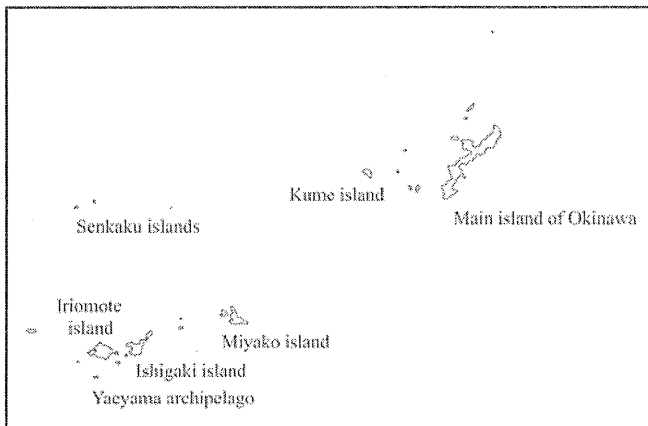 Kume island
Main island of Okinawa
Senkaku islands
Iriomote
island
Miyako island
Ishigaki island
Yaeyama archipelago